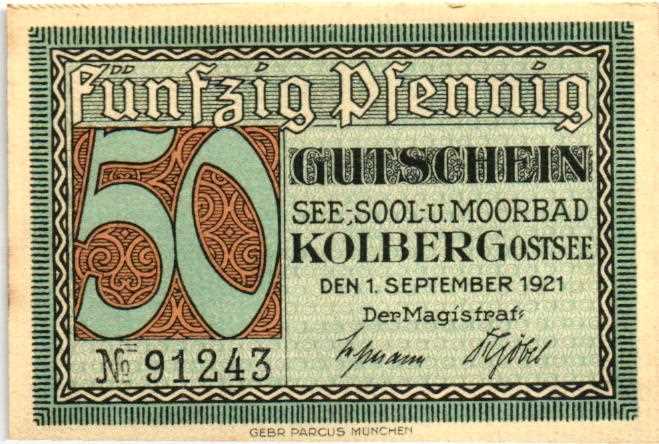 Fünfzig Pfennig
50
GUTSCHEIN
SEE-, SOOL- U. MOORBAD
KOLBERG OSTSEE
DEN 1. SEPTEMBER 1921
Der Magistrat:
No 91243
GEBR PARCUS MÜNCHEN